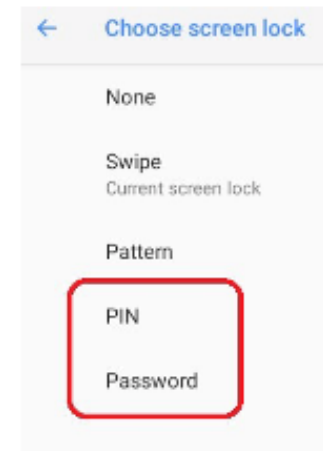 Choose screen lock
None
Swipe
Current screen lock
Pattern
PIN
Password